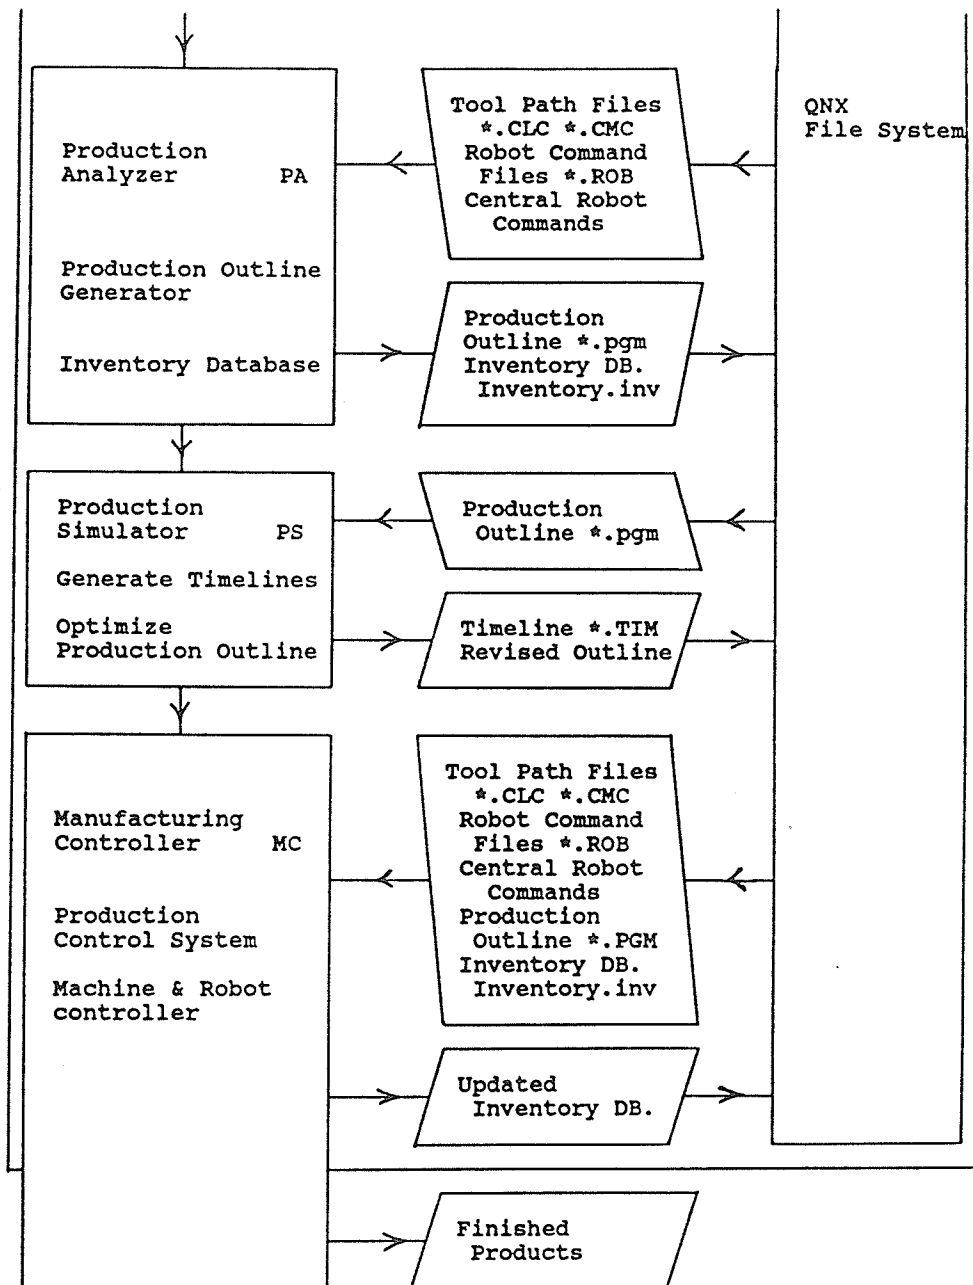 Production
Analyzer PA
Production Outline
Generator
Inventory Database
Tool Path Files
*.CLC *.CMC
Robot Command
Files *.ROB
Central Robot
Commands
QNX
File System
Production
Outline *.pgm
Inventory DB.
Inventory.inv
Production
Simulator PS
Generate Timelines
Optimize
Production Outline
Production
Outline *.pgm
Timeline *.TIM
Revised Outline
Manufacturing
Controller MC
Production
Control System
Machine & Robot
controller
Tool Path Files
*.CLC *.CMC
Robot Command
Files *.ROB
Central Robot
Commands
Production
Outline *.PGM
Inventory DB.
Inventory.inv
Updated
Inventory DB.
Finished
Products